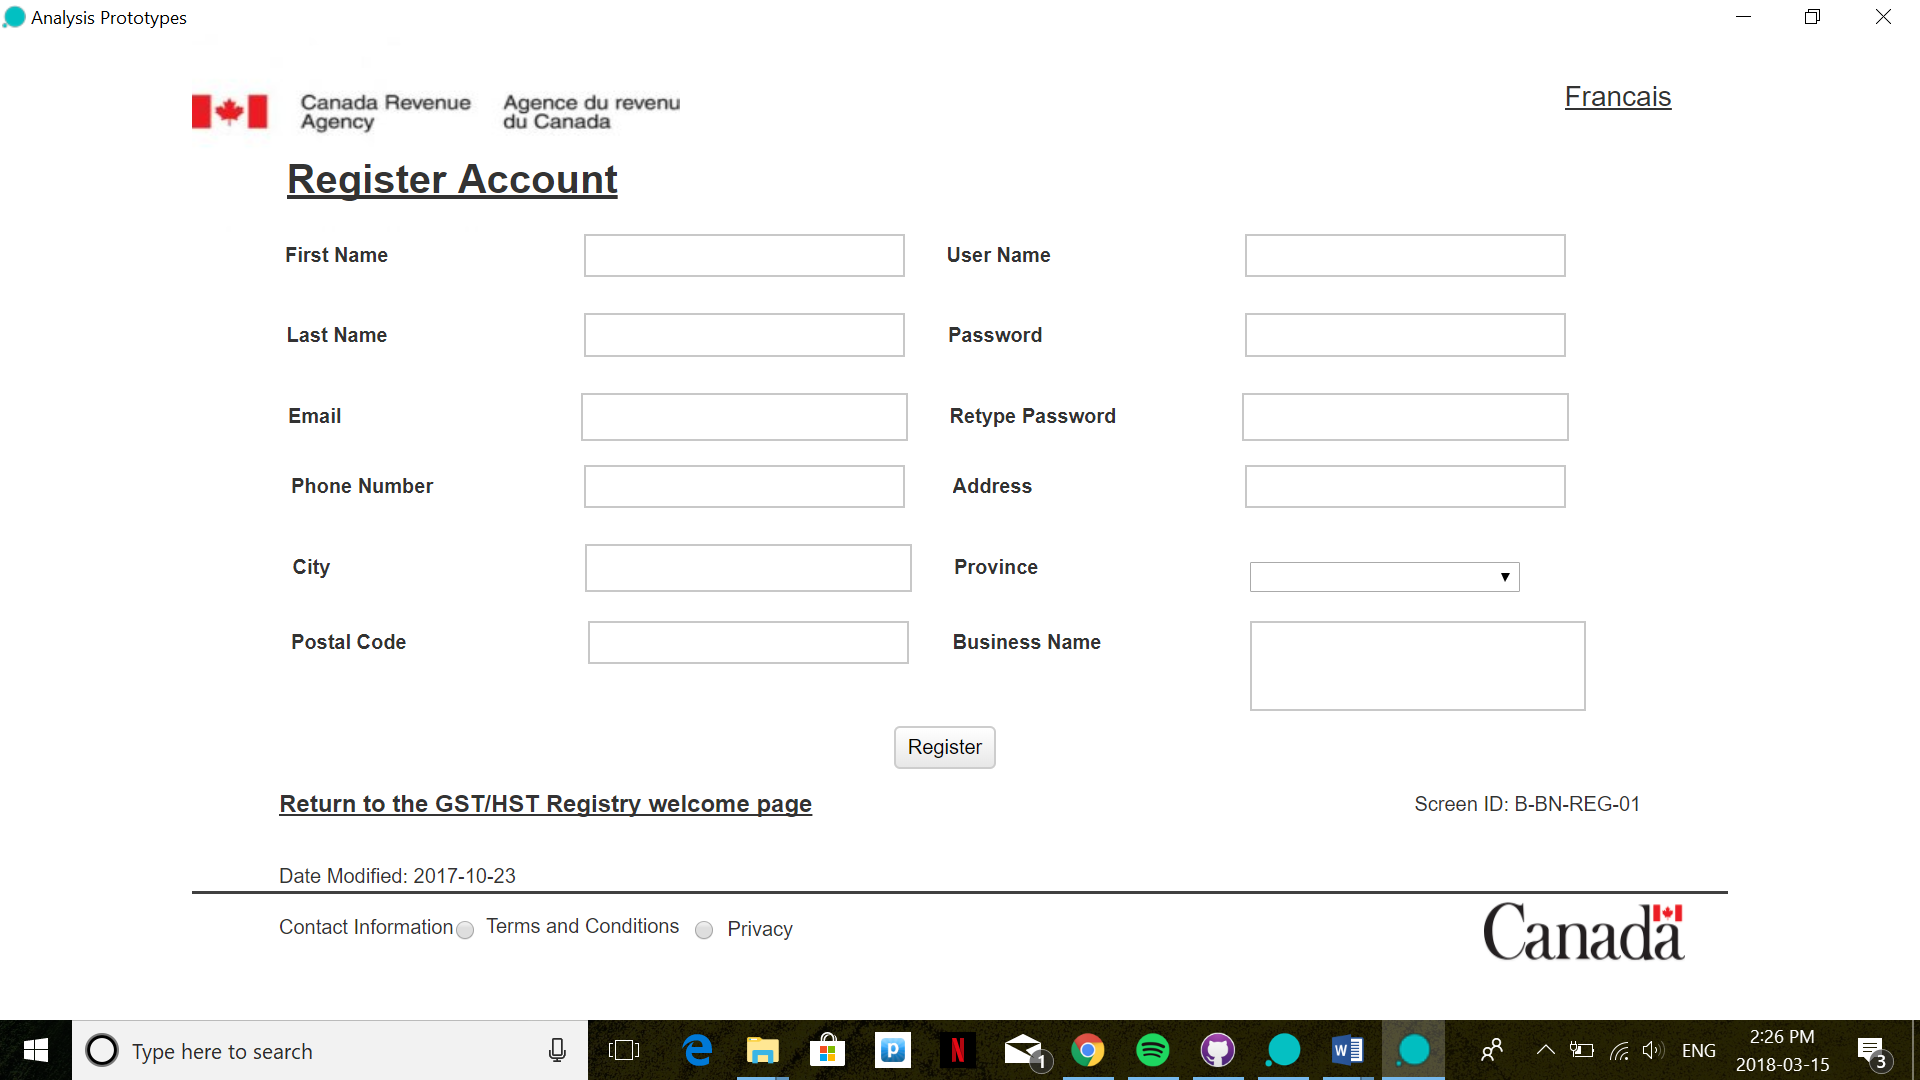 Analysis Prototypes
Canada Revenue Agence du revenu
Agency du Canada
Francais
Register Account
First Name User Name
Last Name Password
Email Retype Password
Phone Number Address
City Province
Postal Code Business Name
Register
Return to the GST/HST Registry welcome page Screen ID: B-BN-REG-01
Date Modified: 2017-10-23
Contact Information Terms and Conditions Privacy
Canada
Type here to search
1
ENG
2:26 PM
2018-03-15
3